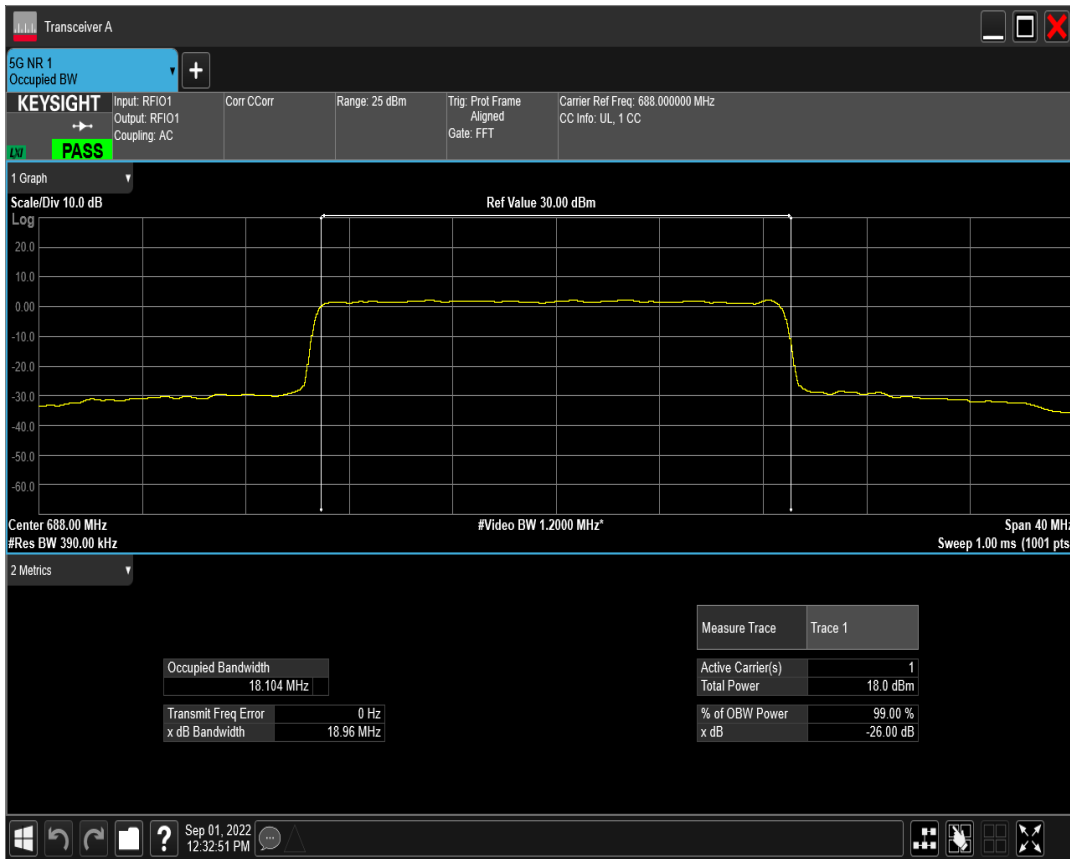 Transceiver A
5G NR 1
Occupied BW
KEYSIGHT
LXI
PASS
Input: RFIO1
Output: RFIO1
Coupling: AC
Corr CCorr
Range: 25 dBm
Trig: Prot Frame
Aligned
Gate: FFT
Carrier Ref Freq: 688.000000 MHz
CC Info: UL, 1 CC
1 Graph
Scale/Div 10.0 dB
Ref Value 30.00 dBm
Log
20.0
10.0
0.00
-10.0
-20.0
-30.0
-40.0
-50.0
-60.0
Center 688.00 MHz
#Video BW 1.2000 MHz*
Span 40 MHz
#Res BW 390.00 kHz
Sweep 1.00 ms (1001 pts
2 Metrics
Measure Trace Trace 1
Occupied Bandwidth
18.104 MHz
Active Carrier(s) 1
Total Power 18.0 dBm
Transmit Freq Error 0 Hz
x dB Bandwidth 18.96 MHz
% of OBW Power 99.00 %
x dB -26.00 dB
Sep 01, 2022
12:32:51 PM